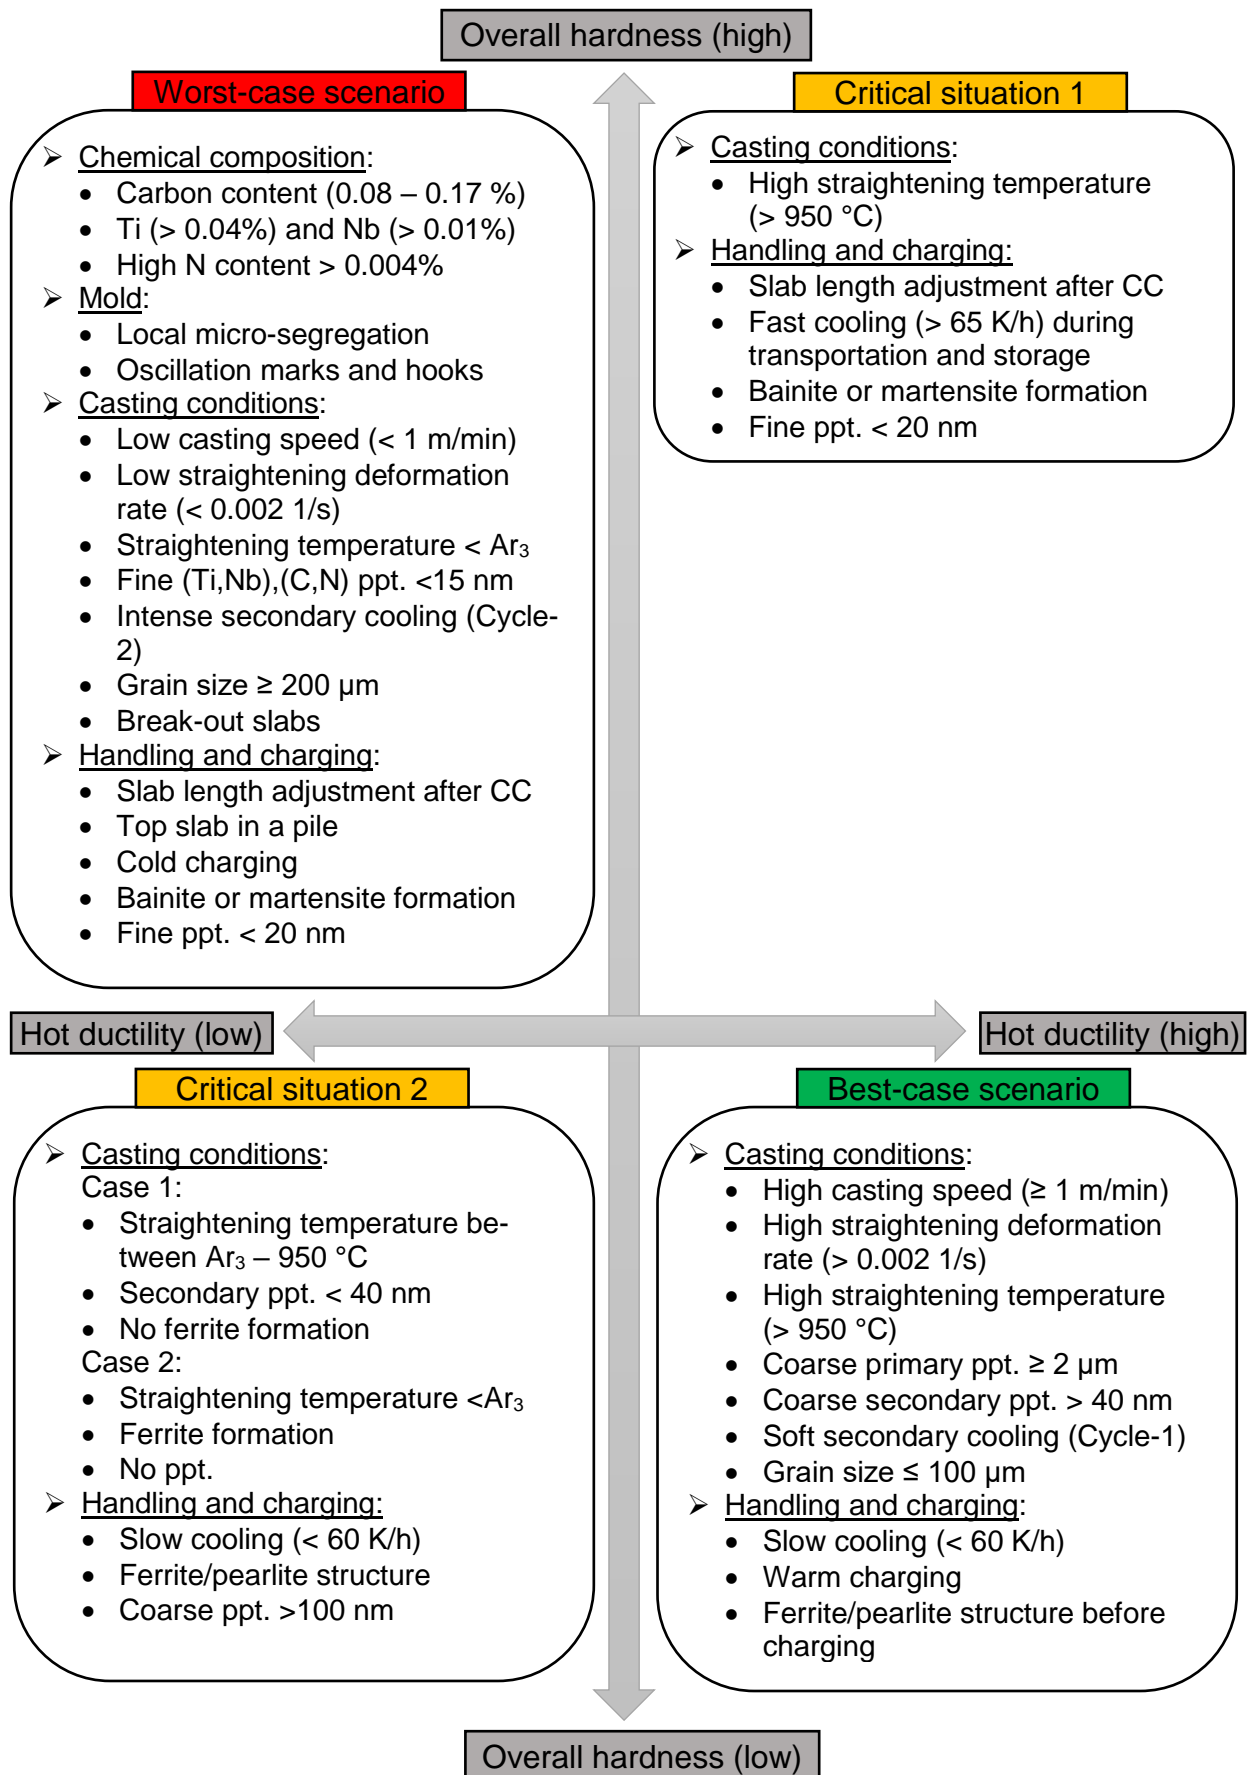 Overall hardness (high)
Worst-case scenario
➢ Chemical composition:
• Carbon content (0.08 – 0.17 %)
• Ti (> 0.04%) and Nb (> 0.01%)
• High N content > 0.004%
➢ Mold:
• Local micro-segregation
• Oscillation marks and hooks
➢ Casting conditions:
• Low casting speed (< 1 m/min)
• Low straightening deformation
rate (< 0.002 1/s)
• Straightening temperature < Ar₃
• Fine (Ti,Nb),(C,N) ppt. <15 nm
• Intense secondary cooling (Cycle-
2)
• Grain size ≥ 200 µm
• Break-out slabs
➢ Handling and charging:
• Slab length adjustment after CC
• Top slab in a pile
• Cold charging
• Bainite or martensite formation
• Fine ppt. < 20 nm
Critical situation 1
➢ Casting conditions:
• High straightening temperature
(> 950 °C)
➢ Handling and charging:
• Slab length adjustment after CC
• Fast cooling (> 65 K/h) during
transportation and storage
• Bainite or martensite formation
• Fine ppt. < 20 nm
Hot ductility (low)
Hot ductility (high)
Critical situation 2
➢ Casting conditions:
Case 1:
• Straightening temperature be-
tween Ar₃ – 950 °C
• Secondary ppt. < 40 nm
• No ferrite formation
Case 2:
• Straightening temperature <Ar₃
• Ferrite formation
• No ppt.
➢ Handling and charging:
• Slow cooling (< 60 K/h)
• Ferrite/pearlite structure
• Coarse ppt. >100 nm
Best-case scenario
➢ Casting conditions:
• High casting speed (≥ 1 m/min)
• High straightening deformation
rate (> 0.002 1/s)
• High straightening temperature
(> 950 °C)
• Coarse primary ppt. ≥ 2 µm
• Coarse secondary ppt. > 40 nm
• Soft secondary cooling (Cycle-1)
• Grain size ≤ 100 µm
➢ Handling and charging:
• Slow cooling (< 60 K/h)
• Warm charging
• Ferrite/pearlite structure before
charging
Overall hardness (low)